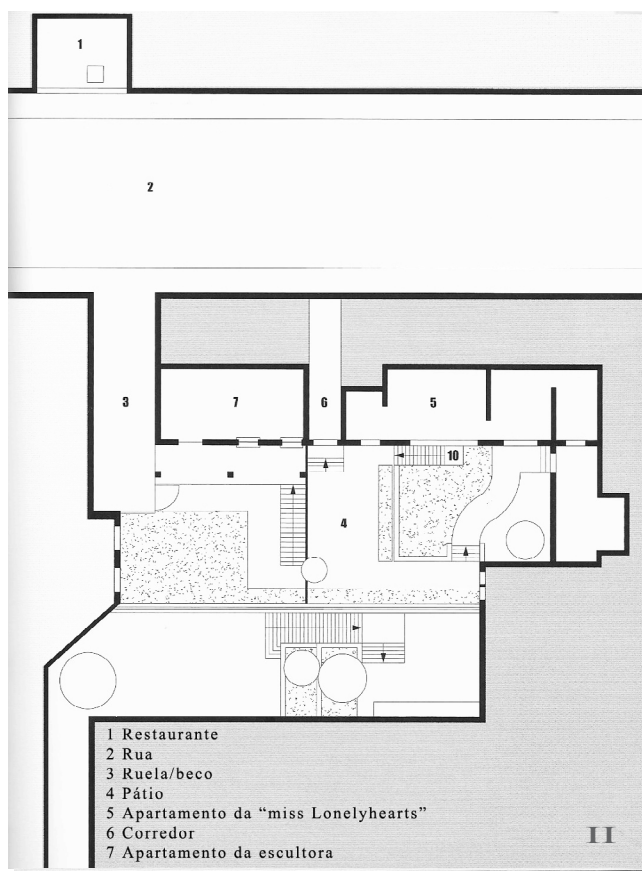 1
2
3
7
6
5
10
4
1 Restaurante
2 Rua
3 Ruela/beco
4 Pátio
5 Apartamento da “miss Lonelyhearts”
6 Corredor
7 Apartamento da escultora
II